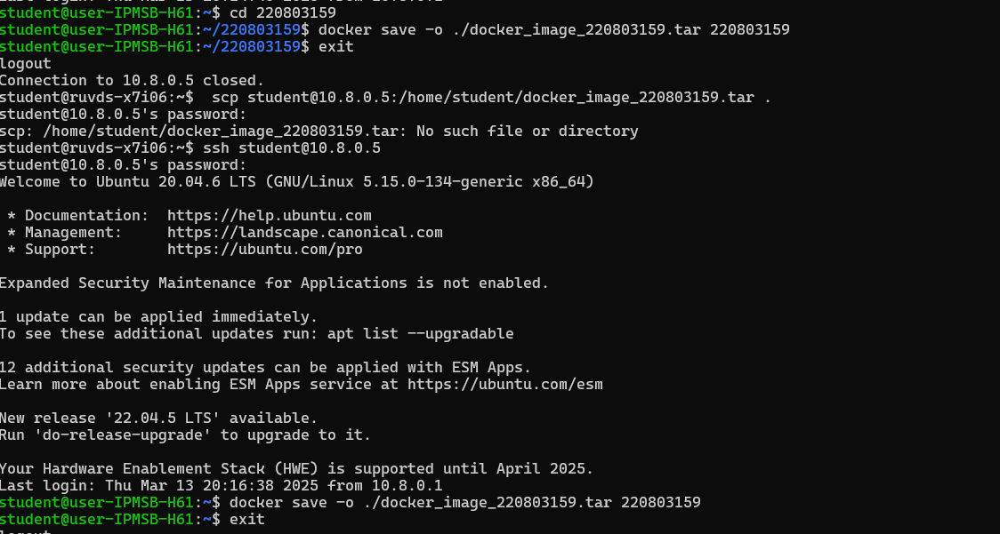 student@user-IPMSB-H61:~$ cd 220803159
student@user-IPMSB-H61:~/220803159$ docker save -o ./docker_image_220803159.tar 220803159
student@user-IPMSB-H61:~/220803159$ exit
logout
Connection to 10.8.0.5 closed.
student@ruvds-x7i06:~$  scp student@10.8.0.5:/home/student/docker_image_220803159.tar .
student@10.8.0.5's password:
scp: /home/student/docker_image_220803159.tar: No such file or directory
student@ruvds-x7i06:~$ ssh student@10.8.0.5
student@10.8.0.5's password:
Welcome to Ubuntu 20.04.6 LTS (GNU/Linux 5.15.0-134-generic x86_64)
* Documentation:  https://help.ubuntu.com
* Management:     https://landscape.canonical.com
* Support:        https://ubuntu.com/pro
Expanded Security Maintenance for Applications is not enabled.
1 update can be applied immediately.
To see these additional updates run: apt list --upgradable
12 additional security updates can be applied with ESM Apps.
Learn more about enabling ESM Apps service at https://ubuntu.com/esm
New release '22.04.5 LTS' available.
Run 'do-release-upgrade' to upgrade to it.
Your Hardware Enablement Stack (HWE) is supported until April 2025.
Last login: Thu Mar 13 20:16:38 2025 from 10.8.0.1
student@user-IPMSB-H61:~$ docker save -o ./docker_image_220803159.tar 220803159
student@user-IPMSB-H61:~$ exit
logout